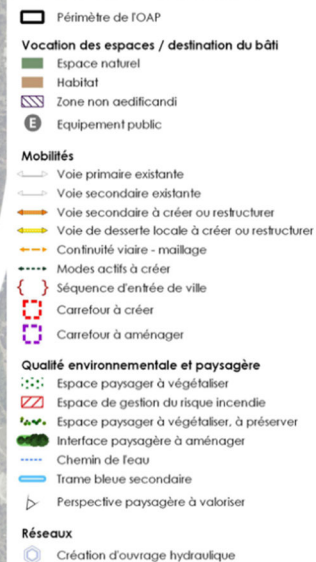 Périmètre de l'OAP
Vocation des espaces / destination du bâti
Espace naturel
Habitat
Zone non aedificandi
E Equipement public
Mobilités
Voie primaire existante
Voie secondaire existante
Voie secondaire à créer ou restructurer
Voie de desserte locale à créer ou restructurer
Continuité viaire - maillage
Modes actifs à créer
Séquence d'entrée de ville
Carrefour à créer
Carrefour à aménager
Qualité environnementale et paysagère
Espace paysager à végétaliser
Espace de gestion du risque incendie
Espace paysager à végétaliser, à préserver
Interface paysagère à aménager
Chemin de l'eau
Trame bleue secondaire
Perspective paysagère à valoriser
Réseaux
Création d'ouvrage hydraulique